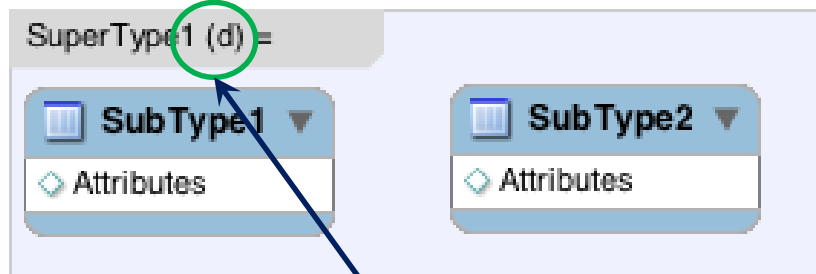 SuperType1 (d) =
SubType1
SubType2
Attributes
Attributes